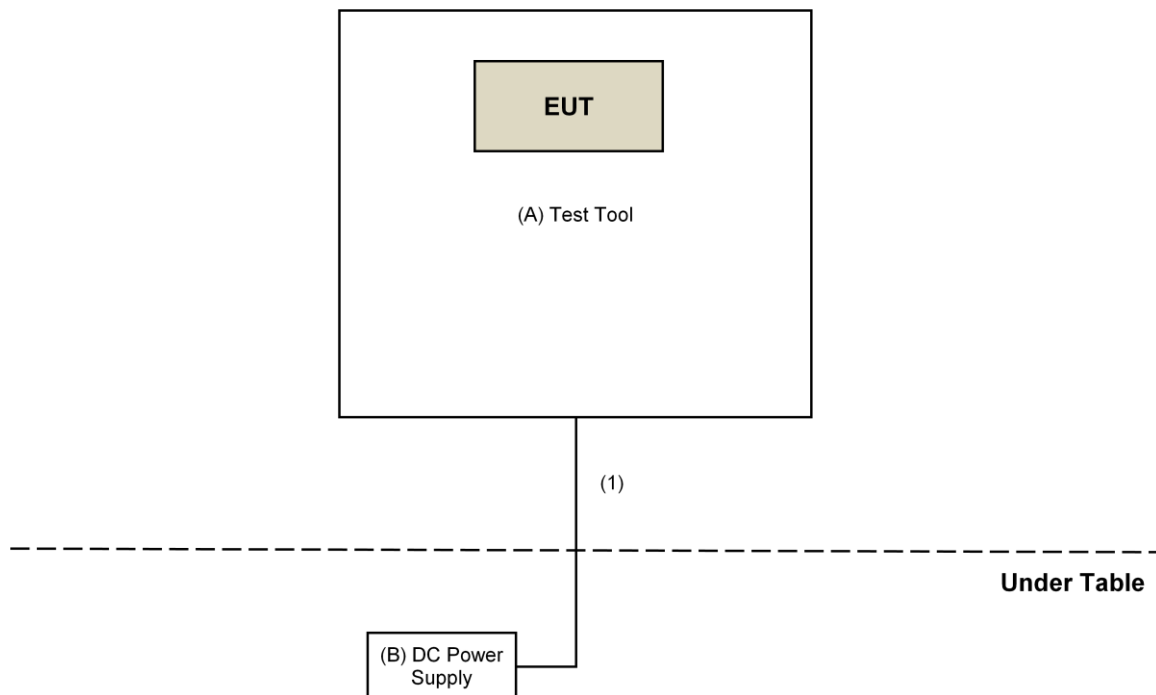 EUT
(A) Test Tool
(1)
Under Table
(B) DC Power
Supply